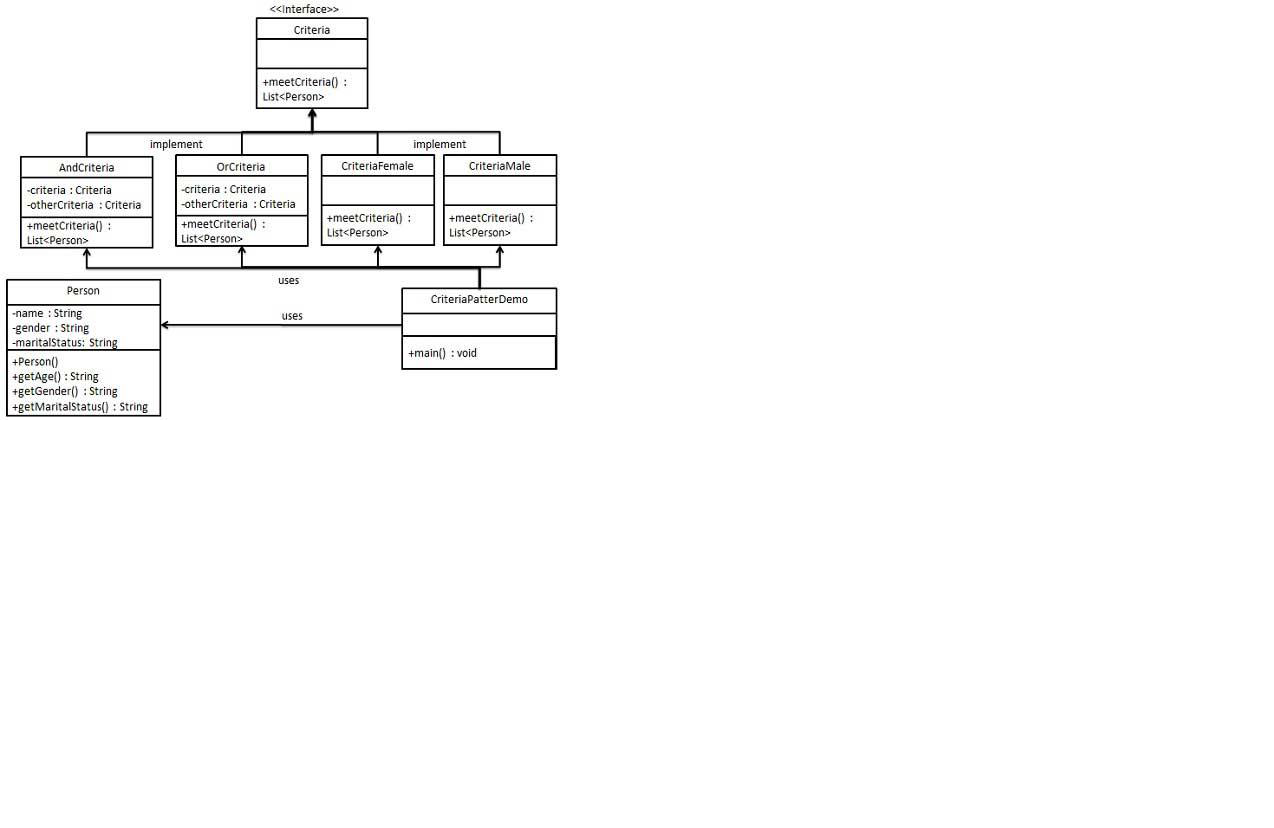 <<Interface>>
Criteria
+meetCriteria() :
List<Person>
implement
implement
AndCriteria
-criteria : Criteria
-otherCriteria : Criteria
+meetCriteria() :
List<Person>
OrCriteria
-criteria : Criteria
-otherCriteria : Criteria
+meetCriteria() :
List<Person>
CriteriaFemale
+meetCriteria() :
List<Person>
CriteriaMale
+meetCriteria() :
List<Person>
uses
Person
-name : String
-gender : String
-maritalStatus: String
+Person()
+getAge() : String
+getGender() : String
+getMaritalStatus() : String
uses
CriteriaPatterDemo
+main() : void